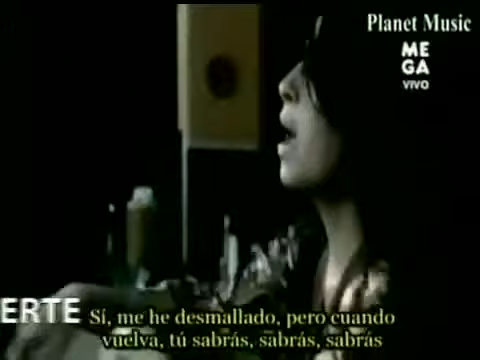 Planet Music
ME
GA
VIVO
ERTE
Sí, me he desmallado, pero cuando
vuelva, tú sabrás, sabrás, sabrás